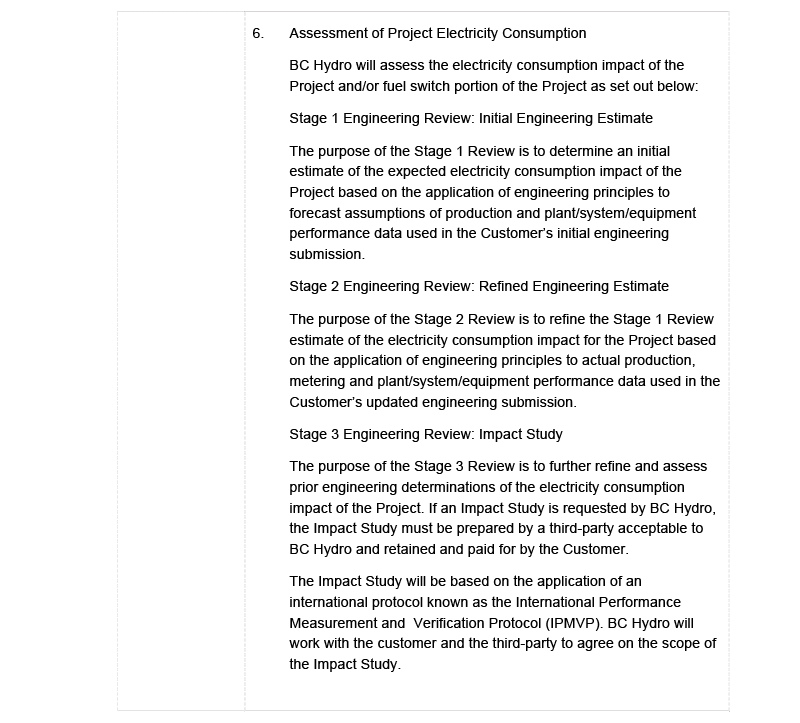 6. Assessment of Project Electricity Consumption
BC Hydro will assess the electricity consumption impact of the
Project and/or fuel switch portion of the Project as set out below:
Stage 1 Engineering Review: Initial Engineering Estimate
The purpose of the Stage 1 Review is to determine an initial
estimate of the expected electricity consumption impact of the
Project based on the application of engineering principles to
forecast assumptions of production and plant/system/equipment
performance data used in the Customer's initial engineering
submission.
Stage 2 Engineering Review: Refined Engineering Estimate
The purpose of the Stage 2 Review is to refine the Stage 1 Review
estimate of the electricity consumption impact for the Project based
on the application of engineering principles to actual production,
metering and plant/system/equipment performance data used in the
Customer's updated engineering submission.
Stage 3 Engineering Review: Impact Study
The purpose of the Stage 3 Review is to further refine and assess
prior engineering determinations of the electricity consumption
impact of the Project. If an Impact Study is requested by BC Hydro,
the Impact Study must be prepared by a third-party acceptable to
BC Hydro and retained and paid for by the Customer.
The Impact Study will be based on the application of an
international protocol known as the International Performance
Measurement and  Verification Protocol (IPMVP). BC Hydro will
work with the customer and the third-party to agree on the scope of
the Impact Study.